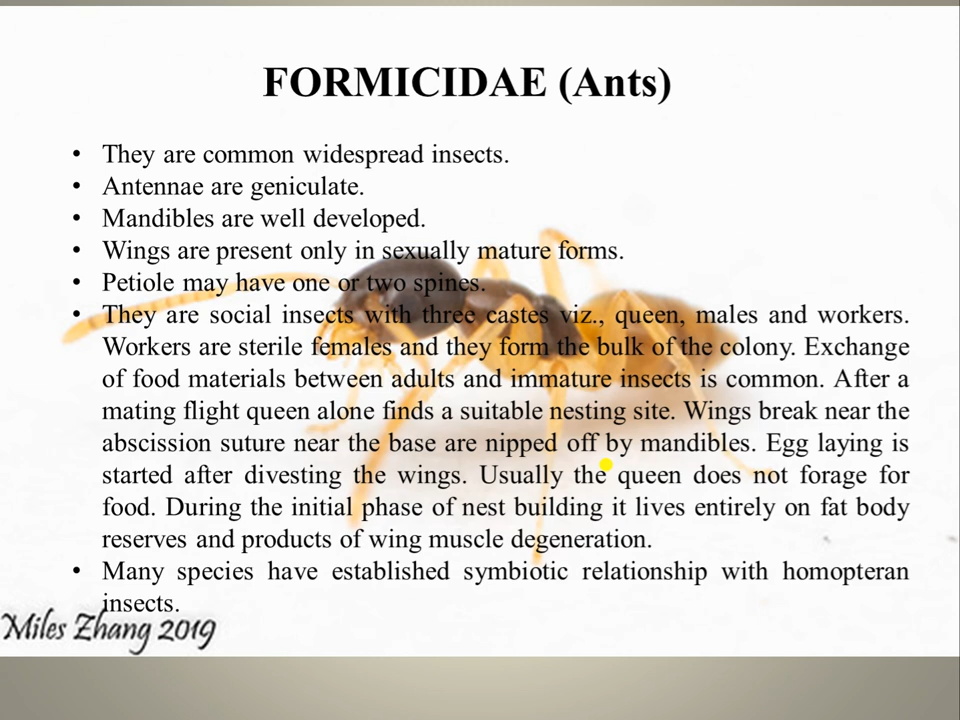 FORMICIDAE (Ants)
• They are common widespread insects.
• Antennae are geniculate.
• Mandibles are well developed.
• Wings are present only in sexually mature forms.
• Petiole may have one or two spines.
• They are social insects with three castes viz., queen, males and workers.
Workers are sterile females and they form the bulk of the colony. Exchange
of food materials between adults and immature insects is common. After a
mating flight queen alone finds a suitable nesting site. Wings break near the
abscission suture near the base are nipped off by mandibles. Egg laying is
started after divesting the wings. Usually the queen does not forage for
food. During the initial phase of nest building it lives entirely on fat body
reserves and products of wing muscle degeneration.
• Many species have established symbiotic relationship with homopteran
insects.
Miles Zhang 2019